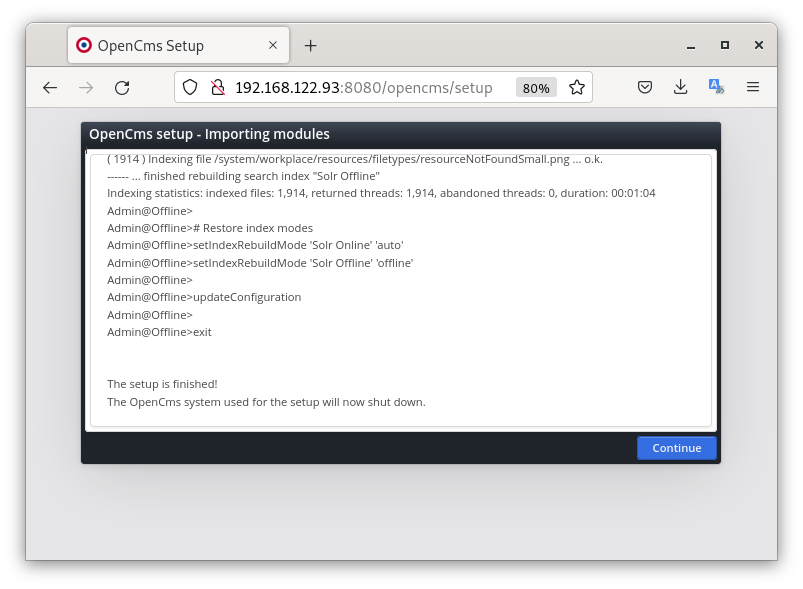 OpenCms Setup
192.168.122.93:8080/opencms/setup
80%
OpenCms setup - Importing modules
( 1914 ) Indexing file /system/workplace/resources/filetypes/resourceNotFoundSmall.png ... o.k.
------ ... finished rebuilding search index "Solr Offline"
Indexing statistics: indexed files: 1,914, returned threads: 1,914, abandoned threads: 0, duration: 00:01:04
Admin@Offline>
Admin@Offline># Restore index modes
Admin@Offline>setIndexRebuildMode 'Solr Online' 'auto'
Admin@Offline>setIndexRebuildMode 'Solr Offline' 'offline'
Admin@Offline>
Admin@Offline>updateConfiguration
Admin@Offline>
Admin@Offline>exit
The setup is finished!
The OpenCms system used for the setup will now shut down.
Continue